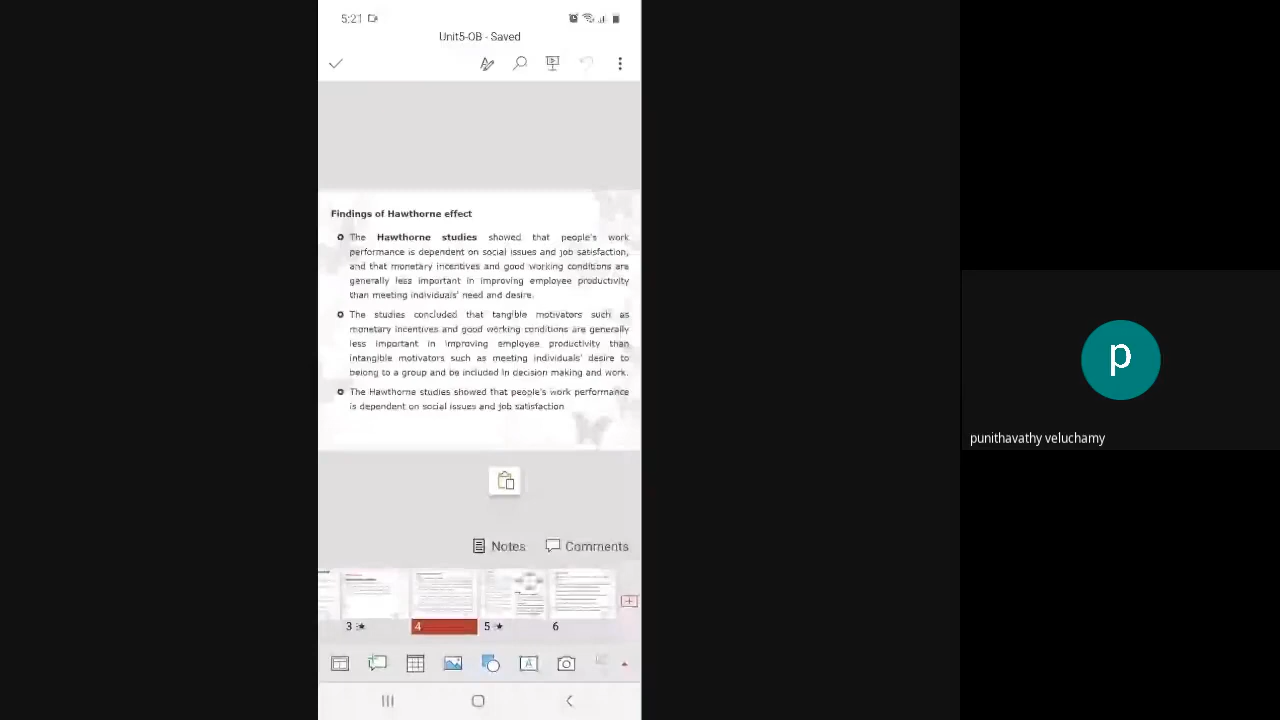 5:21
Unit5-OB - Saved
Findings of Hawthorne effect
The Hawthorne studies showed that people's work
performance is dependent on social issues and job satisfaction,
and that monetary incentives and good working conditions are
generally less important in improving employee productivity
than meeting individuals' need and desire.
The studies concluded that tangible motivators such as
monetary incentives and good working conditions are generally
less important in improving employee productivity than
intangible motivators such as meeting individuals' desire to
belong to a group and be included in decision making and work.
The Hawthorne studies showed that people's work performance
is dependent on social issues and job satisfaction
Notes Comments
3 4 5 6
A
p
punithavathy veluchamy